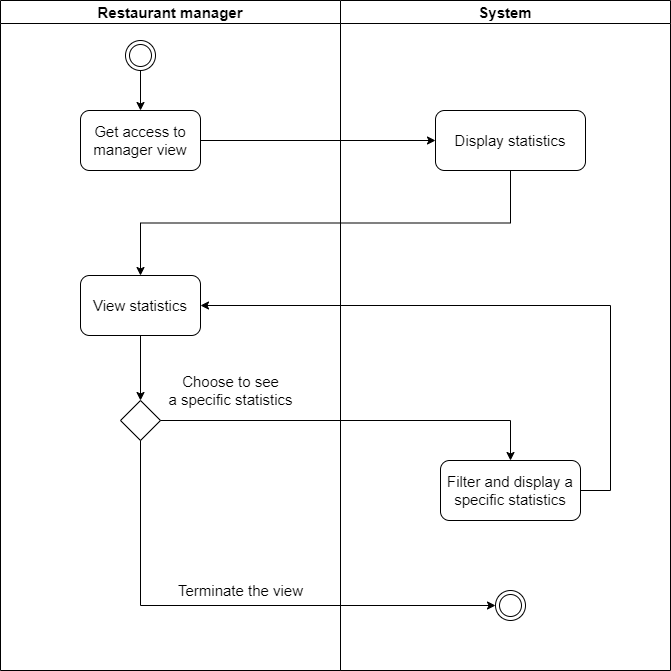 Restaurant manager
System
Get access to
manager view
Display statistics
View statistics
Choose to see
a specific statistics
Filter and display a
specific statistics
Terminate the view